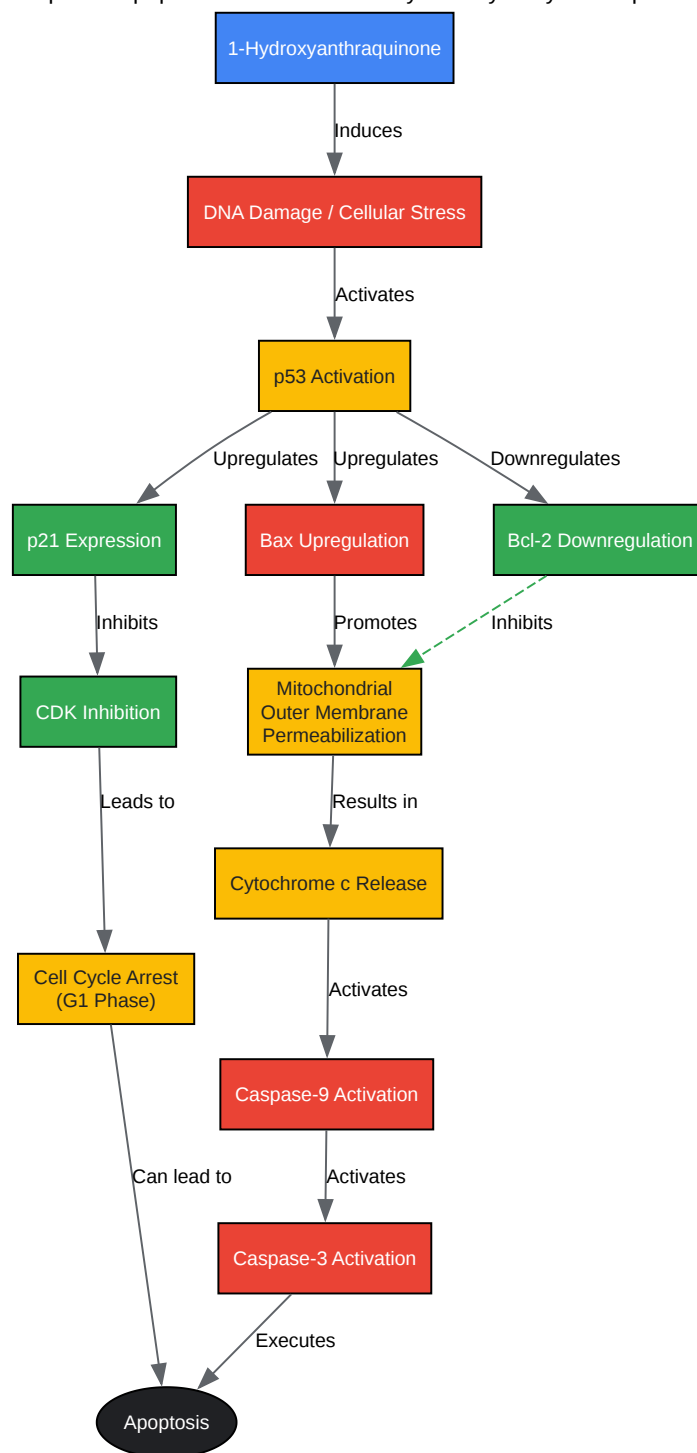 1-Hydroxyanthraquinone
Induces
DNA Damage / Cellular Stress
Activates
p53 Activation
Upregulates
Upregulates
Downregulates
p21 Expression
Bax Upregulation
Bcl-2 Downregulation
Inhibits
Promotes
Inhibits
CDK Inhibition
Mitochondrial
Outer Membrane
Permeabilization
Leads to
Results in
Cytochrome c Release
Cell Cycle Arrest
(G1 Phase)
Activates
Caspase-9 Activation
Can lead to
Activates
Caspase-3 Activation
Executes
Apoptosis